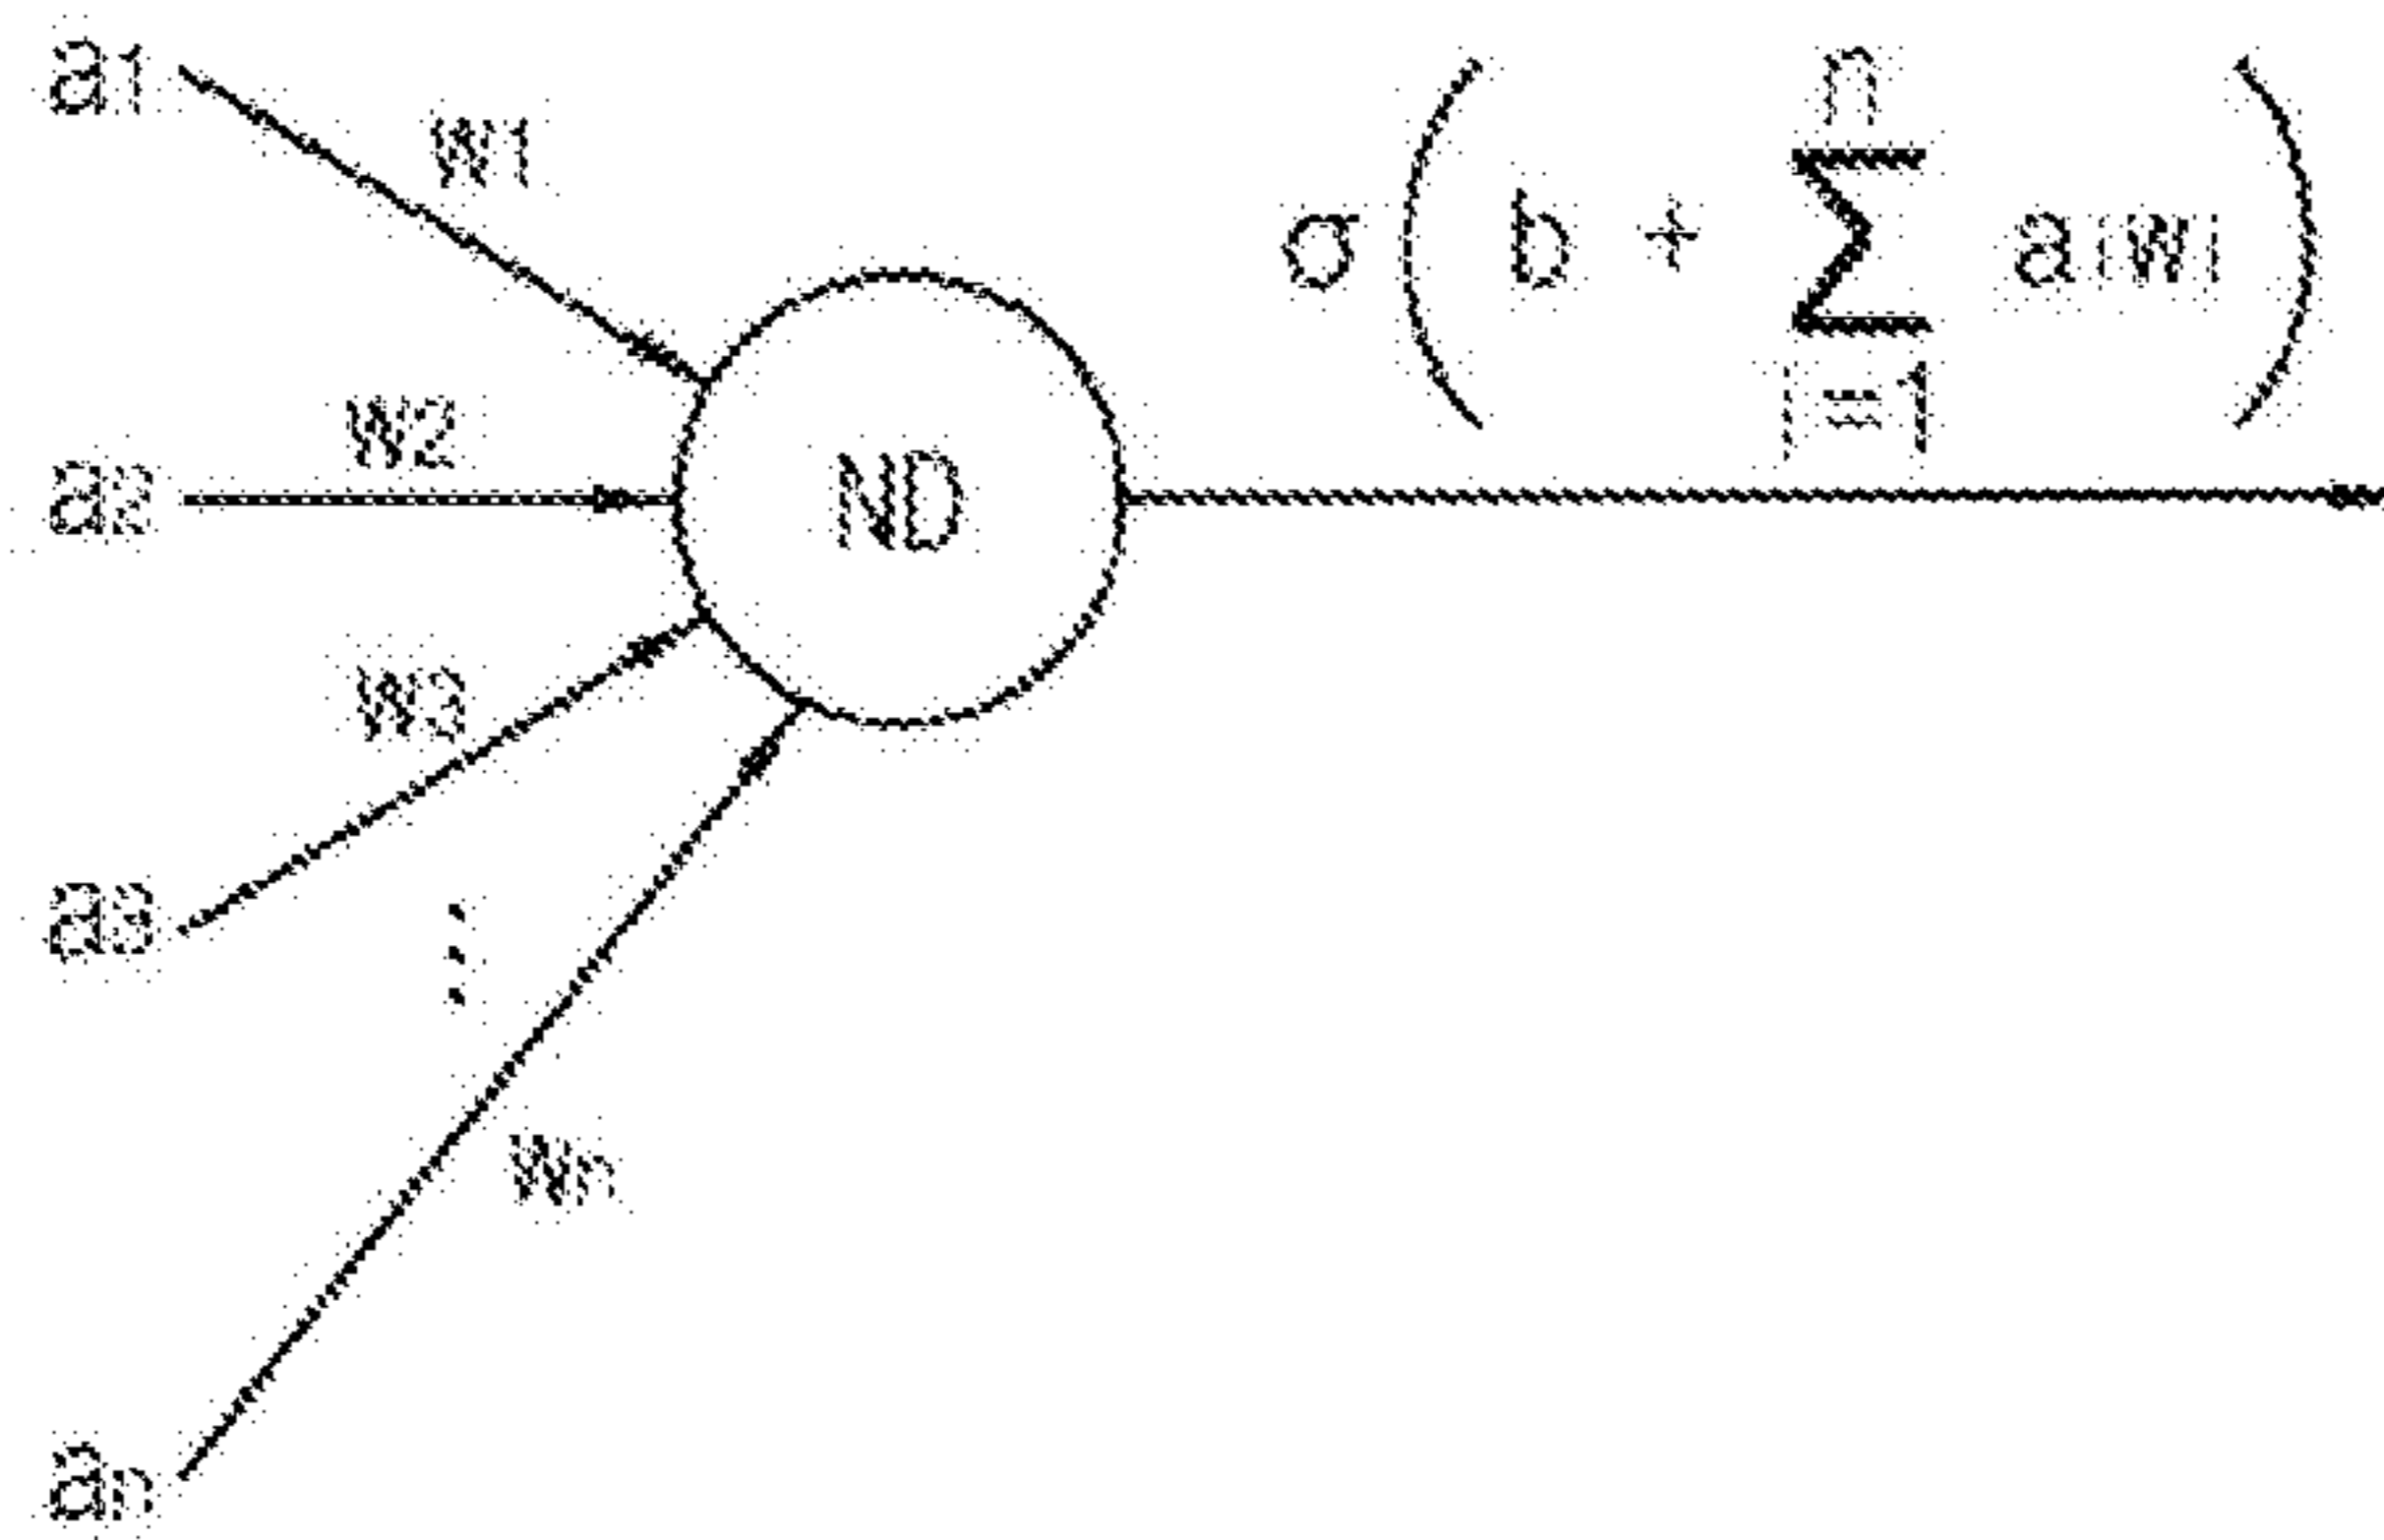 a1
W1
σ ( b + n Σ i=1 aiwi )
W2
a2
ND
W3
a3
Wn
an